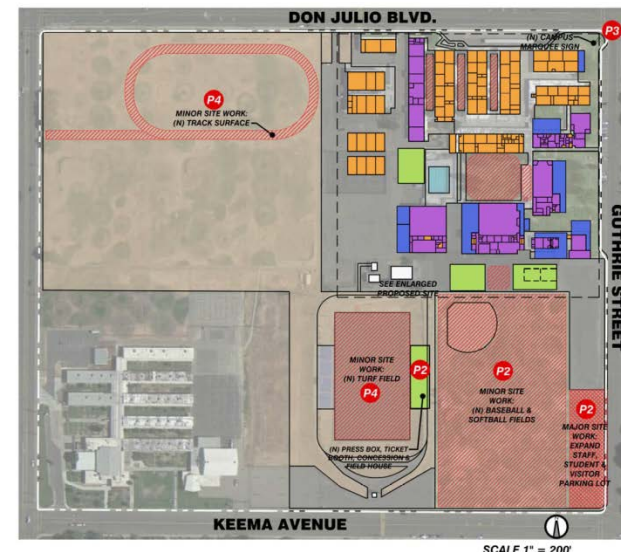 DON JULIO BLVD.
P3
(N) CAMPUS
MARQUEE SIGN
P4
MINOR SITE WORK:
(N) TRACK SURFACE
GUTHRIE STREET
SEE ENLARGED
PROPOSED SITE
MINOR SITE
WORK:
(N) TURF FIELD
P4
P2
(N) PRESS BOX, TICKET
BOOTH, CONCESSION &
FIELD HOUSE
P2
MINOR SITE
WORK:
(N) BASEBALL &
SOFTBALL FIELDS
P2
MAJOR SITE
WORK:
EXPAND
STAFF,
STUDENT &
VISITOR
PARKING LOT
KEEMA AVENUE
SCALE 1" = 200'